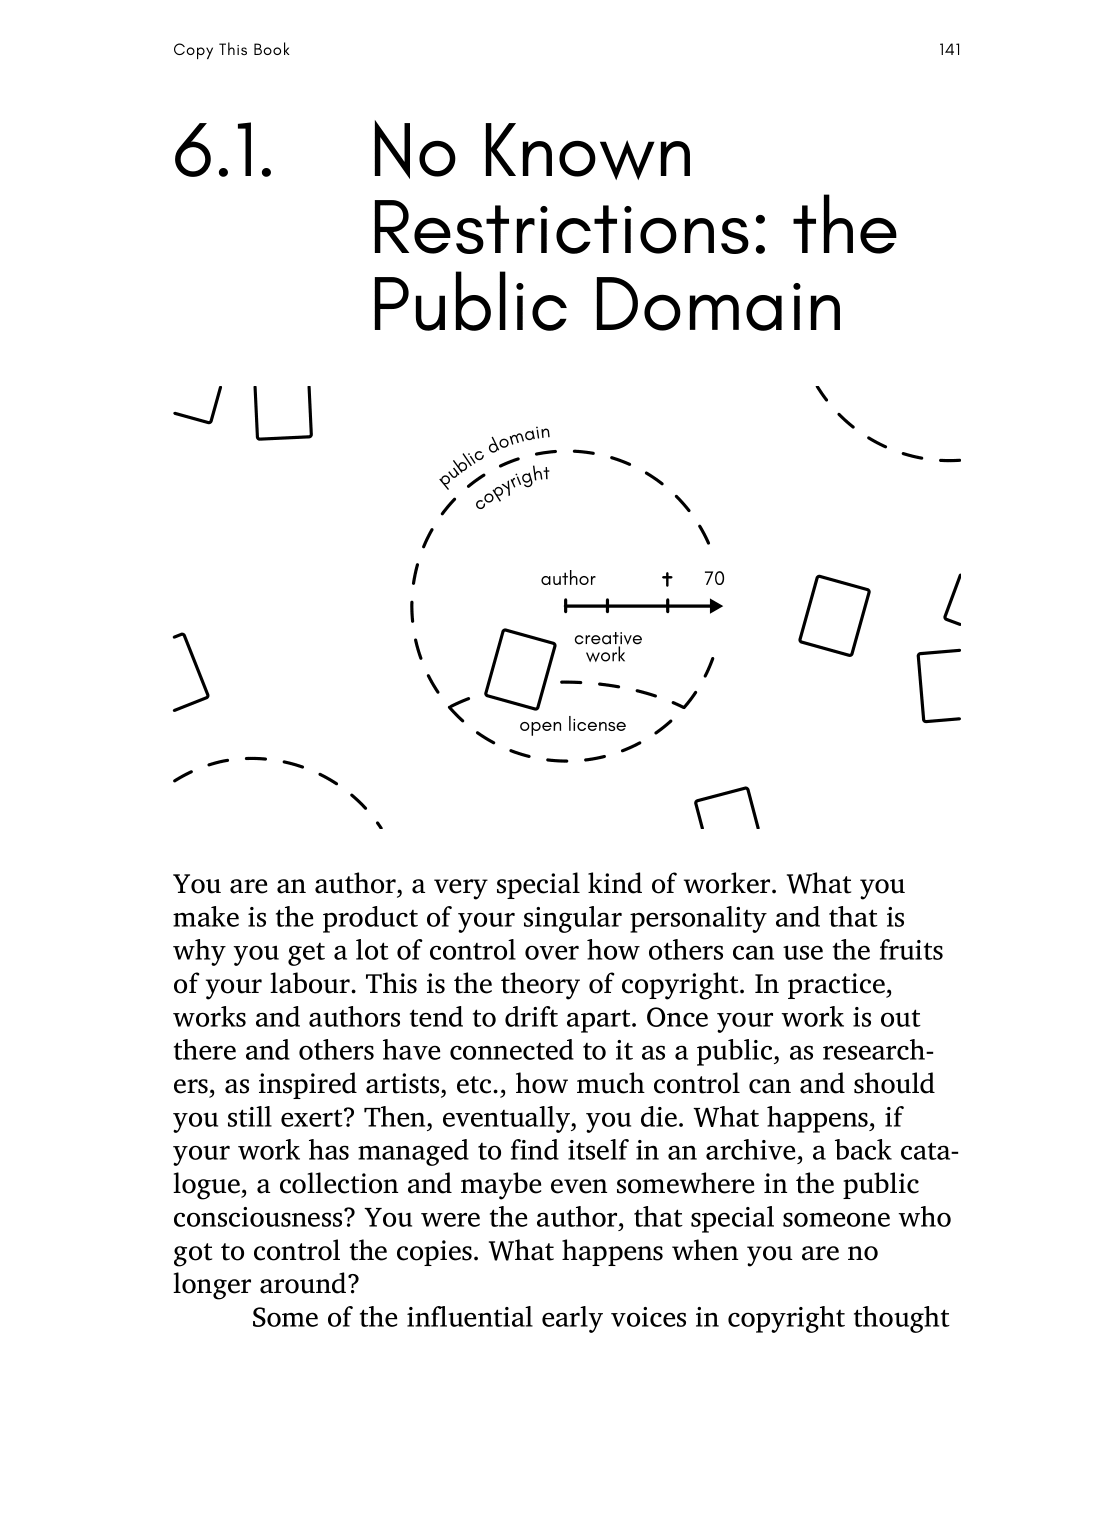 Copy This Book 141
6.1. No Known
Restrictions: the
Public Domain
public domain
copyright
author † 70
creative
work
open license
You are an author, a very special kind of worker. What you
make is the product of your singular personality and that is
why you get a lot of control over how others can use the fruits
of your labour. This is the theory of copyright. In practice,
works and authors tend to drift apart. Once your work is out
there and others have connected to it as a public, as research-
ers, as inspired artists, etc., how much control can and should
you still exert? Then, eventually, you die. What happens, if
your work has managed to find itself in an archive, a back cata-
logue, a collection and maybe even somewhere in the public
consciousness? You were the author, that special someone who
got to control the copies. What happens when you are no
longer around?
Some of the influential early voices in copyright thought